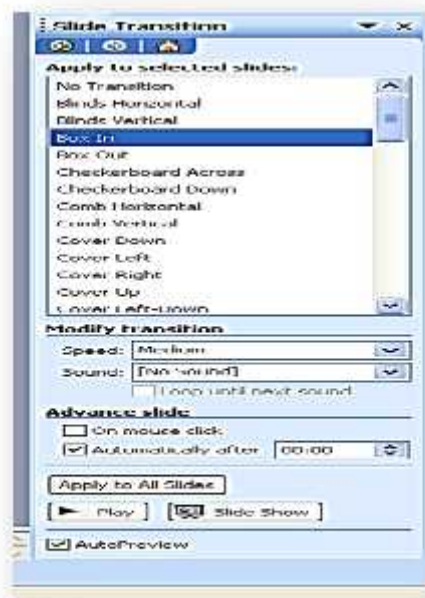 Slide Transition
Apply to selected slides:
No Transition
Blinds Horizontal
Blinds Vertical
Box In
Box Out
Checkerboard Across
Checkerboard Down
Comb Horizontal
Comb Vertical
Cover Down
Cover Left
Cover Right
Cover Up
Cover Left-Down
Modify transition
Speed: Medium
Sound: [No Sound]
Loop until next sound
Advance slide
On mouse click
Automatically after 00:00
Apply to All Slides
Play Slide Show
AutoPreview